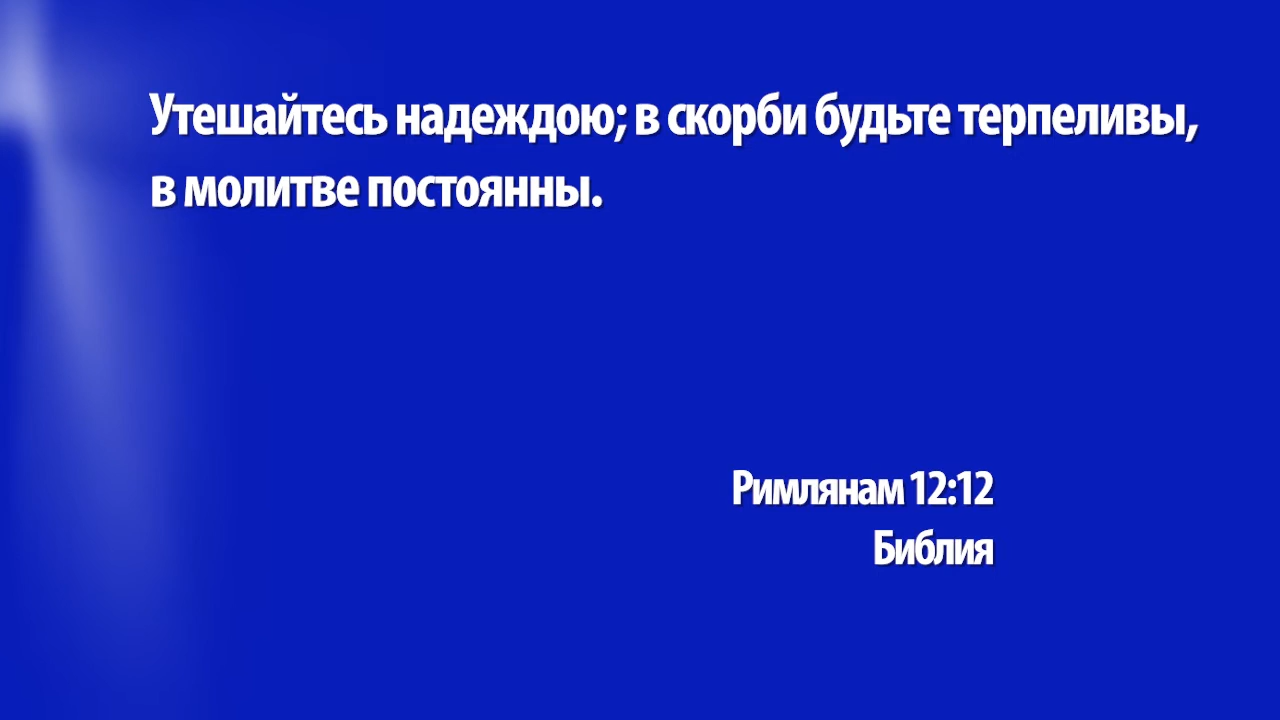 Утешайтесь надеждою; в скорби будьте терпеливы,
в молитве постоянны.
Римлянам 12:12
Библия